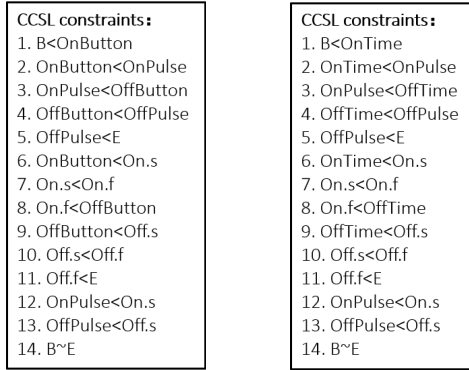 CCSL constraints：
1. B<OnButton
2. OnButton<OnPulse
3. OnPulse<OffButton
4. OffButton<OffPulse
5. OffPulse<E
6. OnButton<On.s
7. On.s<On.f
8. On.f<OffButton
9. OffButton<Off.s
10. Off.s<Off.f
11. Off.f<E
12. OnPulse<On.s
13. OffPulse<Off.s
14. B~E
CCSL constraints：
1. B<OnTime
2. OnTime<OnPulse
3. OnPulse<OffTime
4. OffTime<OffPulse
5. OffPulse<E
6. OnTime<On.s
7. On.s<On.f
8. On.f<OffTime
9. OffTime<Off.s
10. Off.s<Off.f
11. Off.f<E
12. OnPulse<On.s
13. OffPulse<Off.s
14. B~E